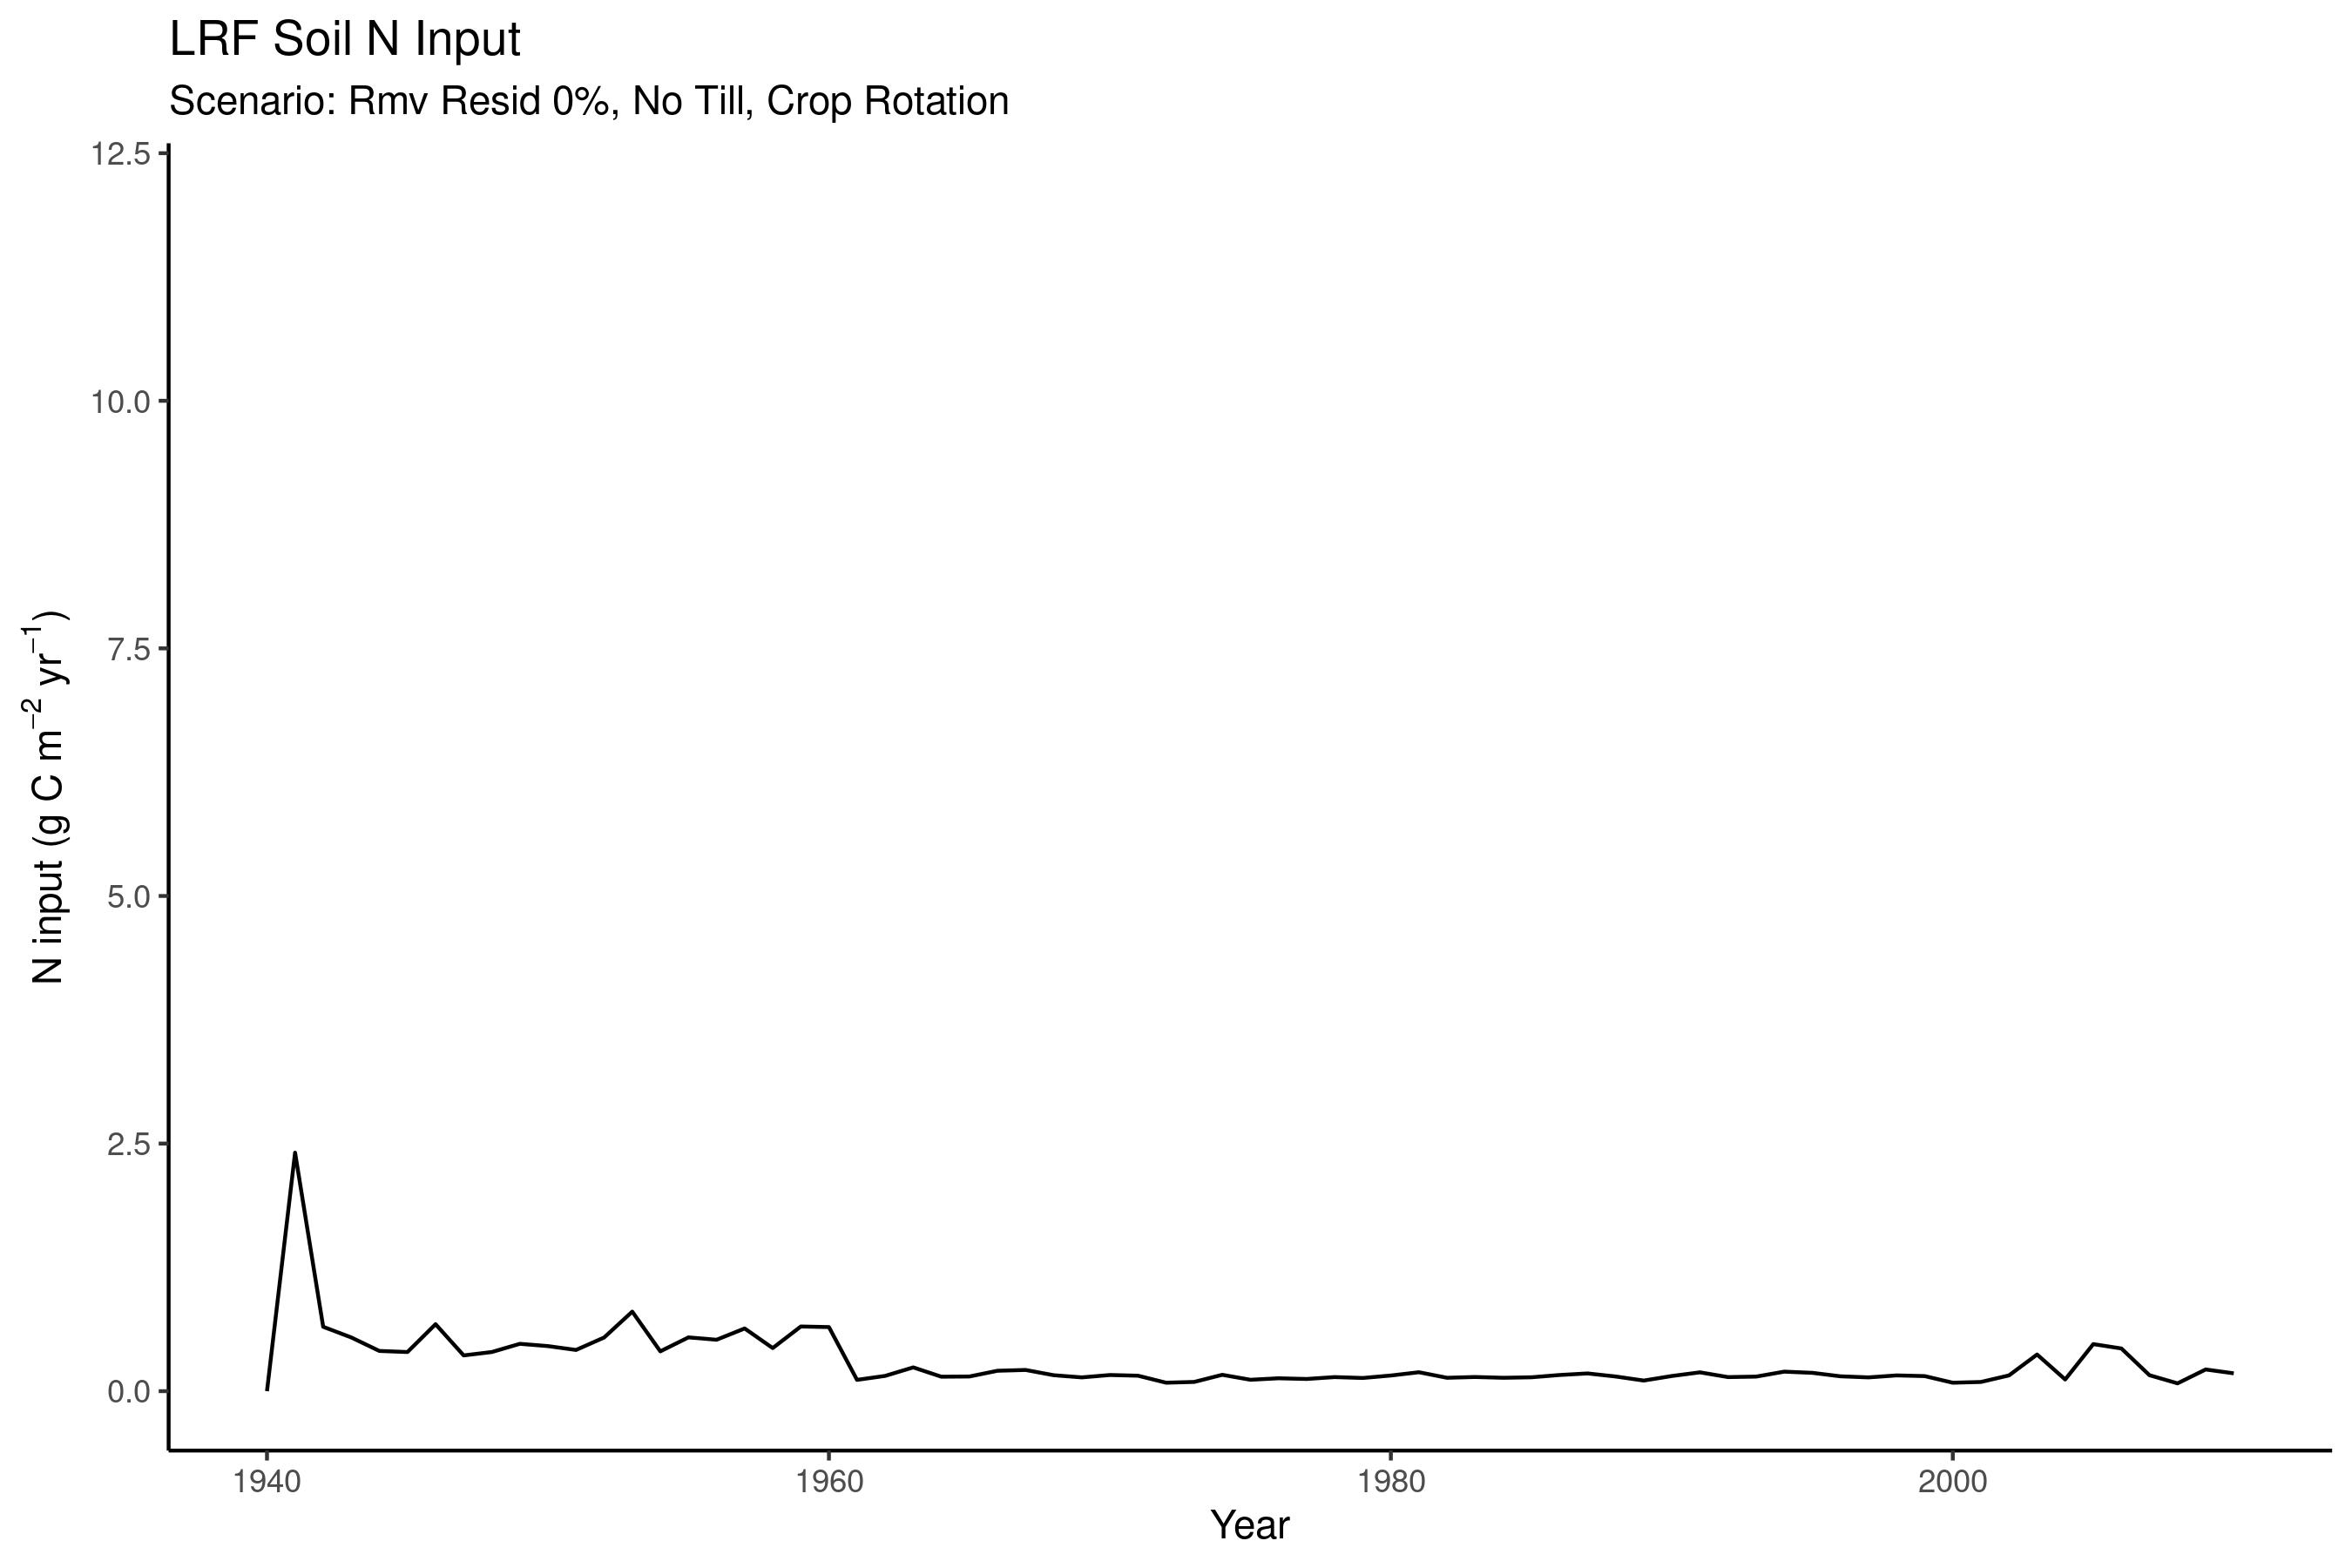 LRF Soil N Input
Scenario: Rmv Resid 0%, No Till, Crop Rotation
12.5
10.0
7.5
5.0
2.5
0.0
N input (g C m⁻² yr⁻¹)
1940 1960 1980 2000
Year